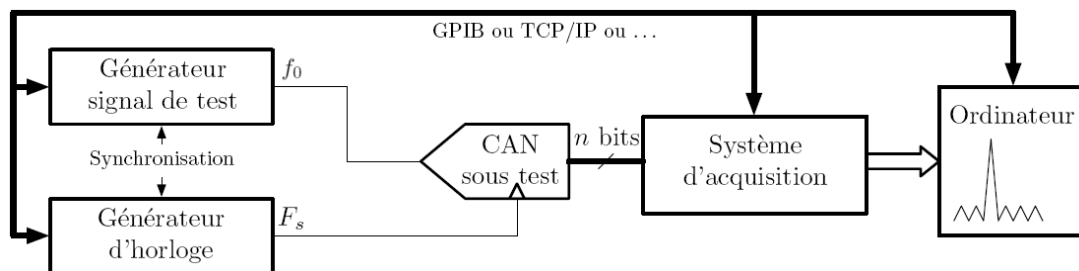 GPIB ou TCP/IP ou …
Générateur
signal de test
f₀
Synchronisation
Générateur
d'horloge
Fₛ
CAN
sous test
n bits
Système
d'acquisition
Ordinateur